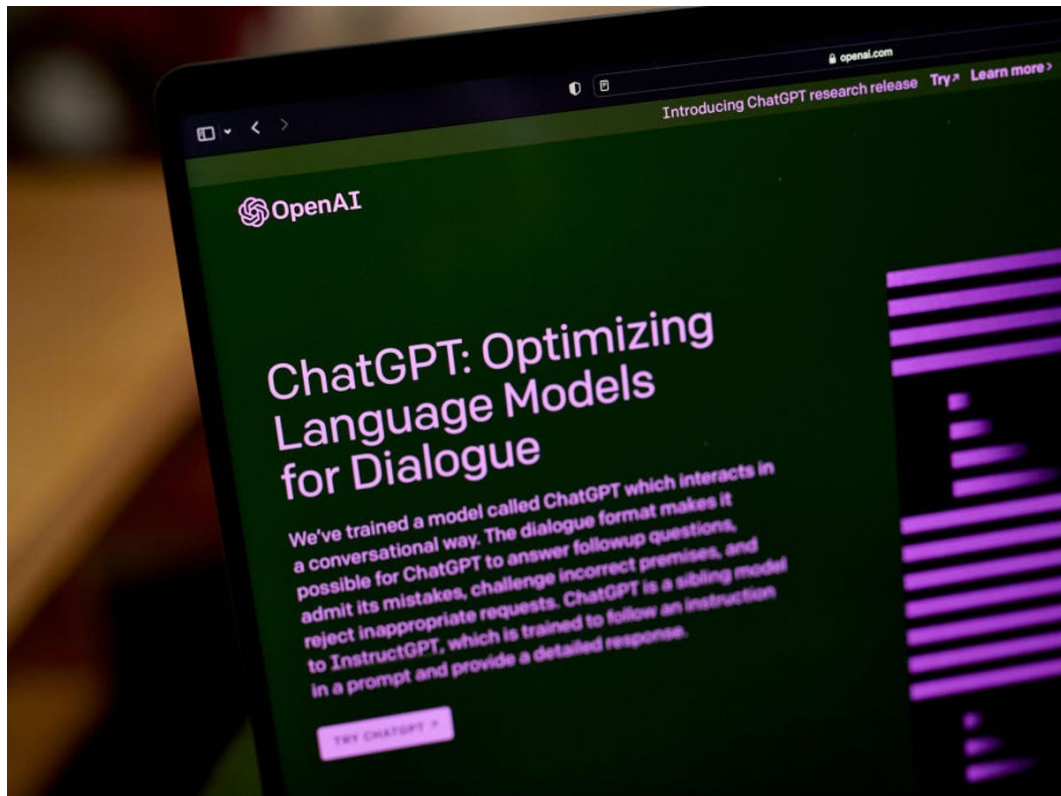 openai.com
Introducing ChatGPT research release Try↗ Learn more>
OpenAI
ChatGPT: Optimizing
Language Models
for Dialogue
We've trained a model called ChatGPT which interacts in
a conversational way. The dialogue format makes it
possible for ChatGPT to answer followup questions,
admit its mistakes, challenge incorrect premises, and
reject inappropriate requests. ChatGPT is a sibling model
to InstructGPT, which is trained to follow an instruction
in a prompt and provide a detailed response.
TRY CHATGPT ↗